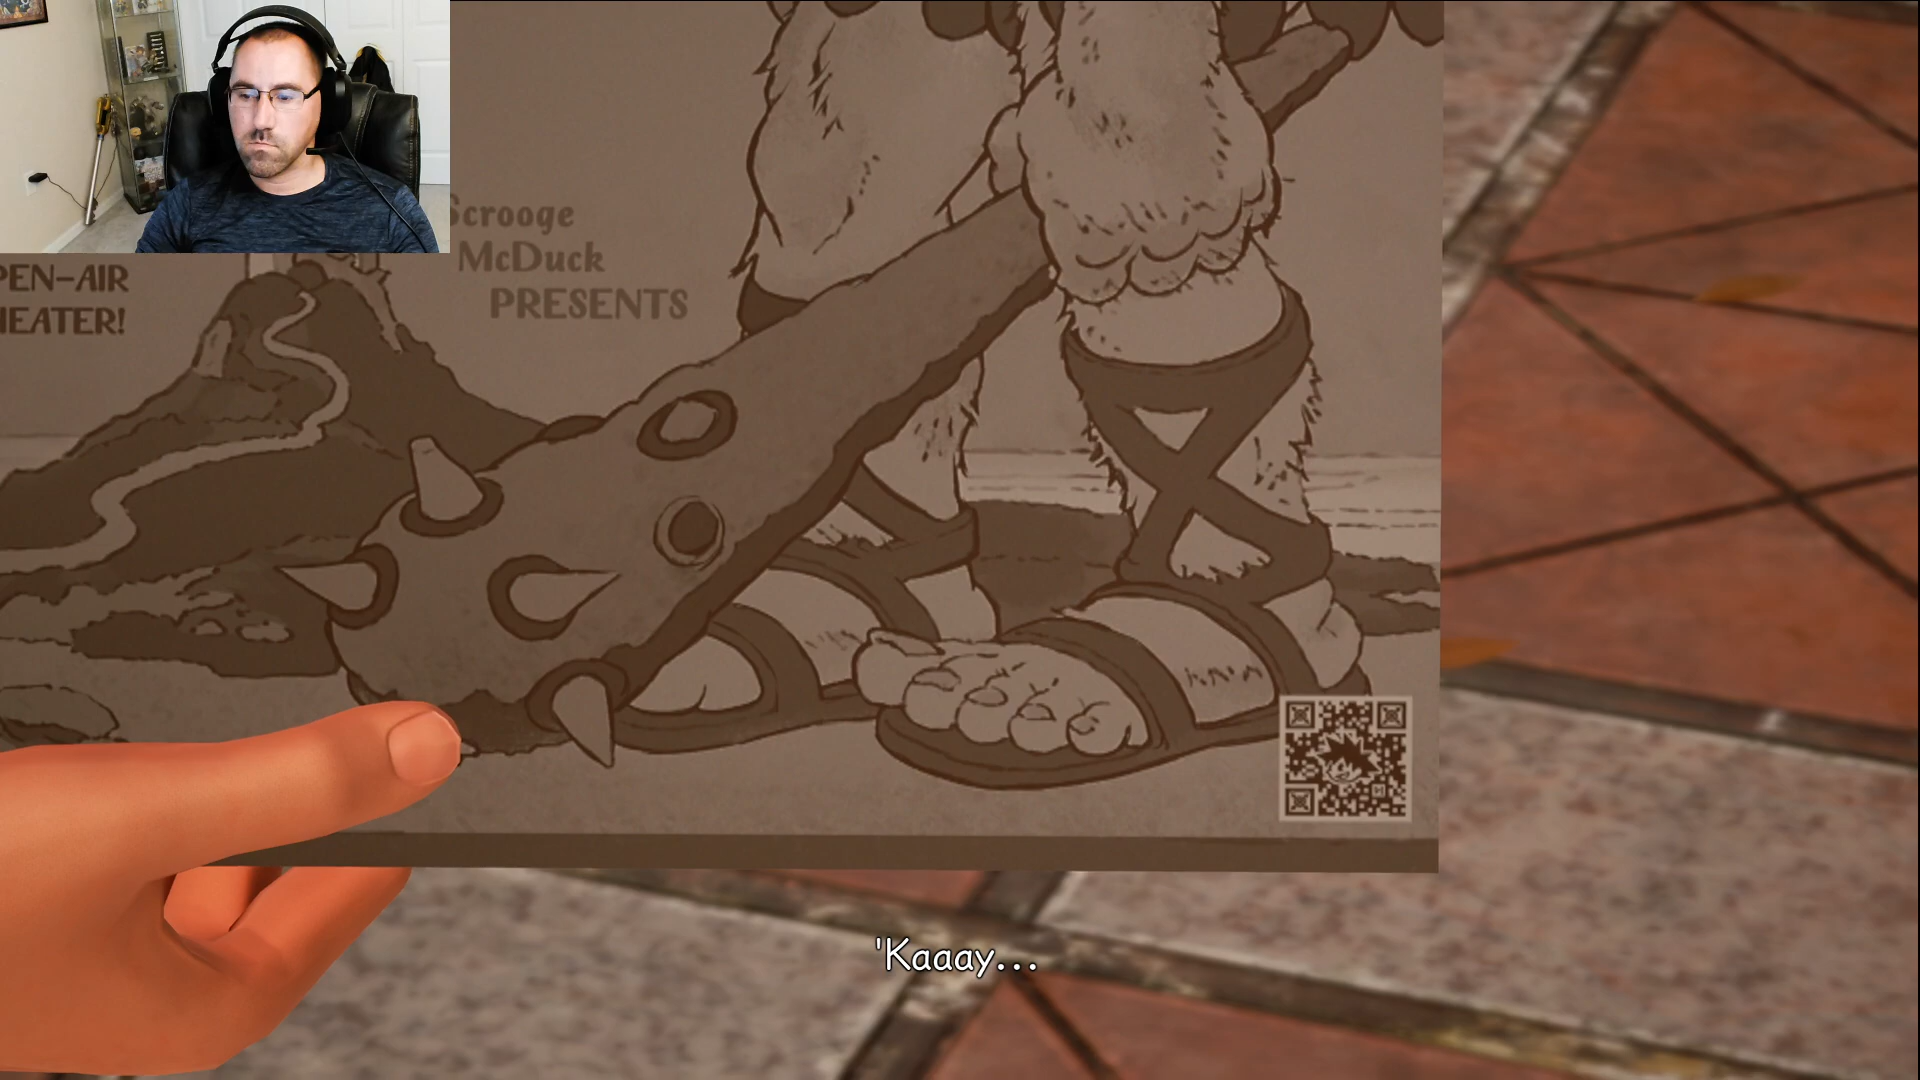 Scrooge
McDuck
PRESENTS
PEN-AIR
HEATER!
'Kaaay...